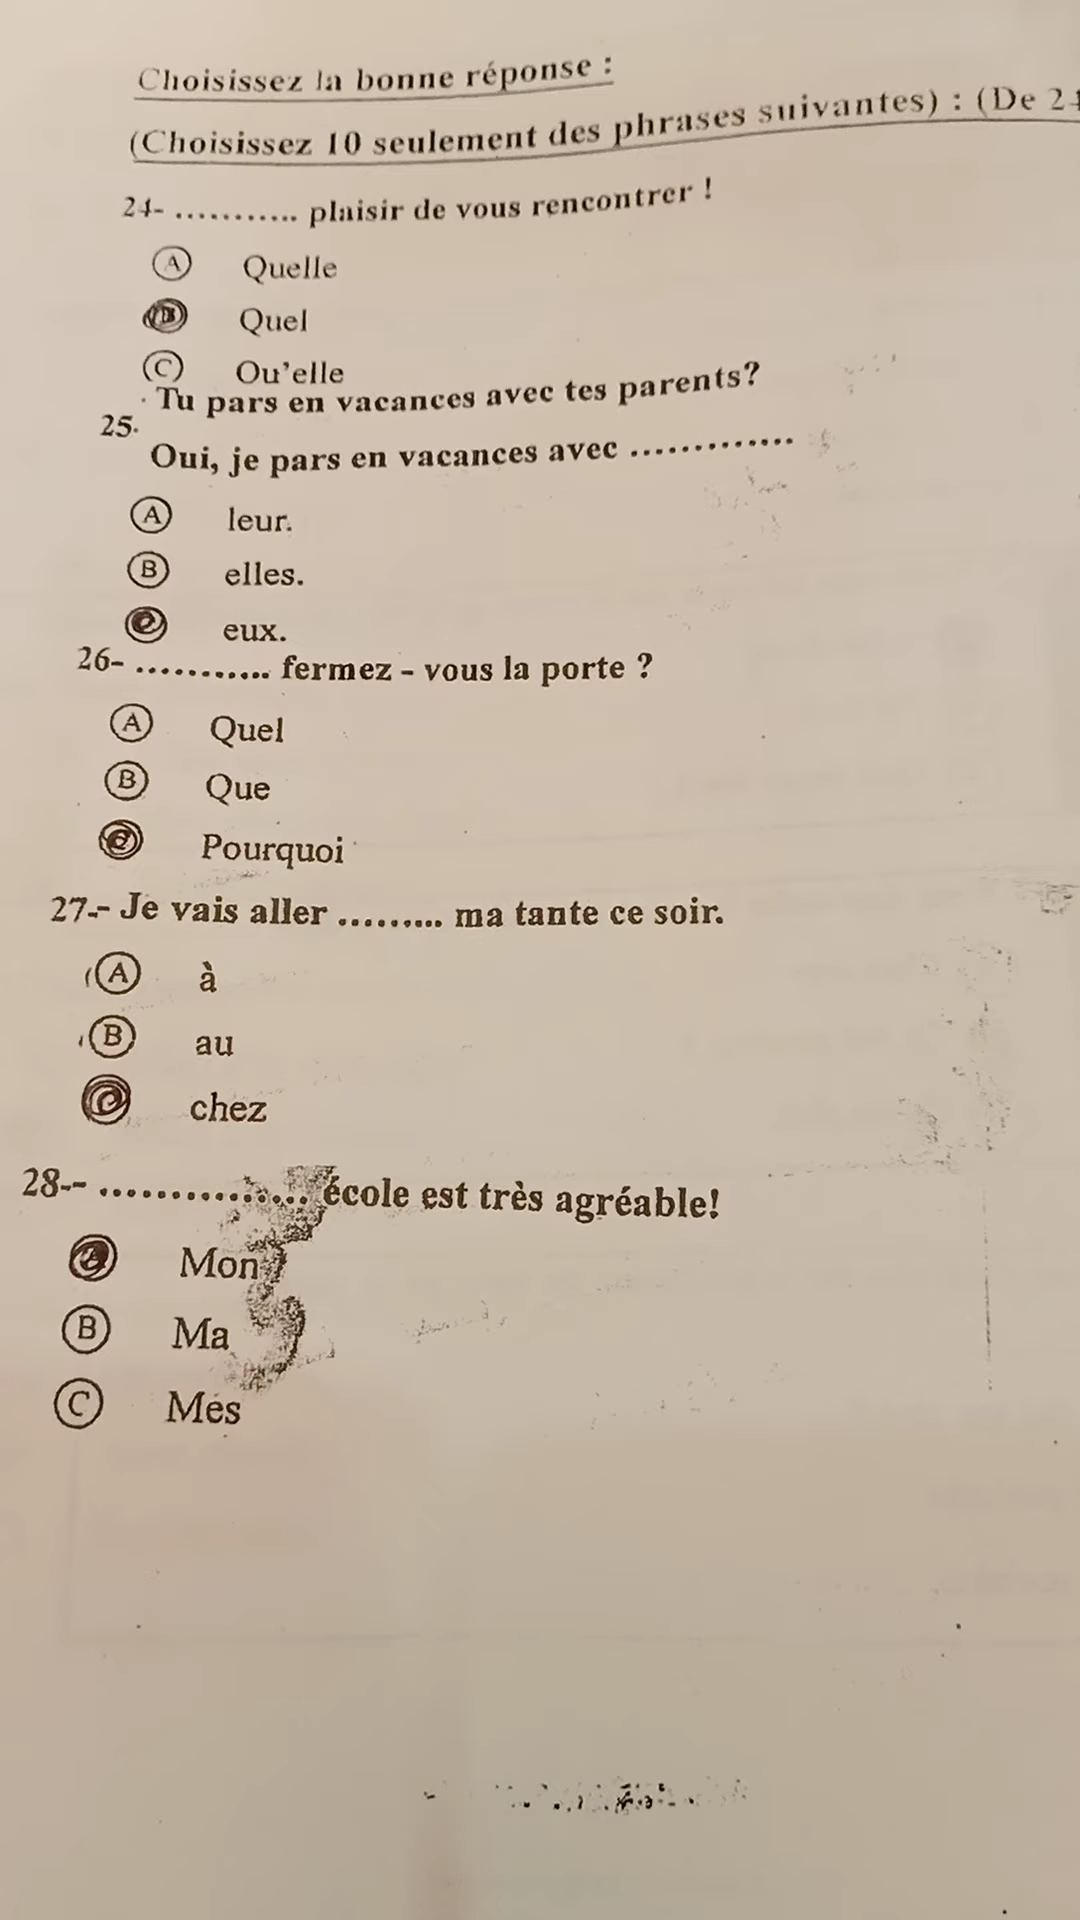 Choisissez la bonne réponse :
(Choisissez 10 seulement des phrases suivantes) : (De 24
24- ........... plaisir de vous rencontrer !
A Quelle
B Quel
C Ou'elle
· Tu pars en vacances avec tes parents?
25.
Oui, je pars en vacances avec .............
A leur.
B elles.
C eux.
26- ........... fermez - vous la porte ?
A Quel
B Que
C Pourquoi
27.- Je vais aller ......... ma tante ce soir.
A à
B au
C chez
28-- ............... école est très agréable!
A Mon
B Ma
C Mes